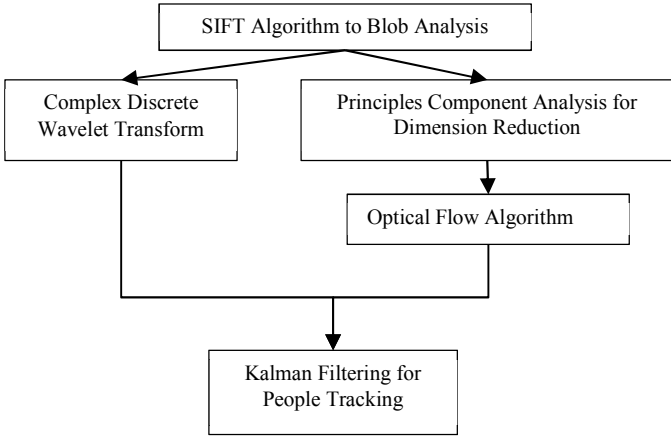 SIFT Algorithm to Blob Analysis
Complex Discrete
Wavelet Transform
Principles Component Analysis for
Dimension Reduction
Optical Flow Algorithm
Kalman Filtering for
People Tracking